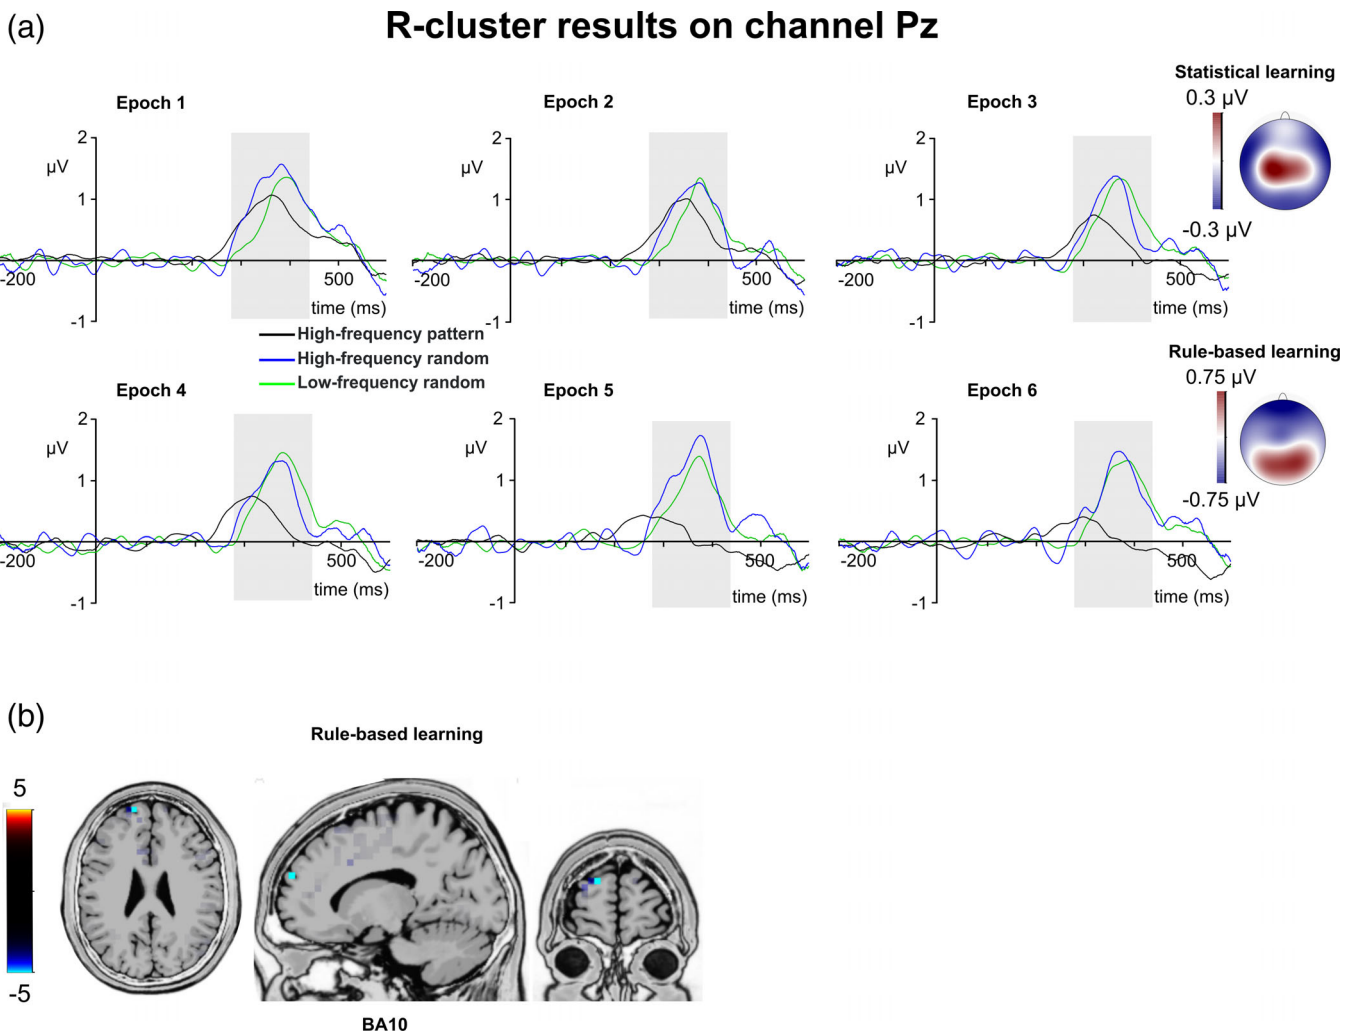 (a)
R-cluster results on channel Pz
Epoch 1
2
μV
1
-200
500
time (ms)
-1
Epoch 2
2
1
-200
500
time (ms)
-1
Epoch 3
2
μV
1
-200
500
time (ms)
-1
Statistical learning
0.3 μV
-0.3 μV
High-frequency pattern
High-frequency random
Low-frequency random
Rule-based learning
0.75 μV
-0.75 μV
Epoch 4
2
μV
1
-200
500
time (ms)
-1
Epoch 5
2
μV
1
-200
500
time (ms)
-1
Epoch 6
2
μV
1
-200
500
time (ms)
-1
(b)
Rule-based learning
5
-5
BA10